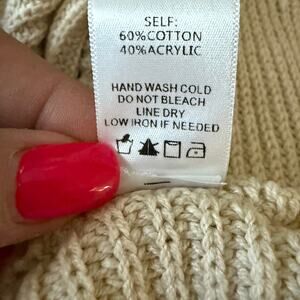 SELF:
60%COTTON
40%ACRYLIC
HAND WASH COLD
DO NOT BLEACH
LINE DRY
LOW IRON IF NEEDED